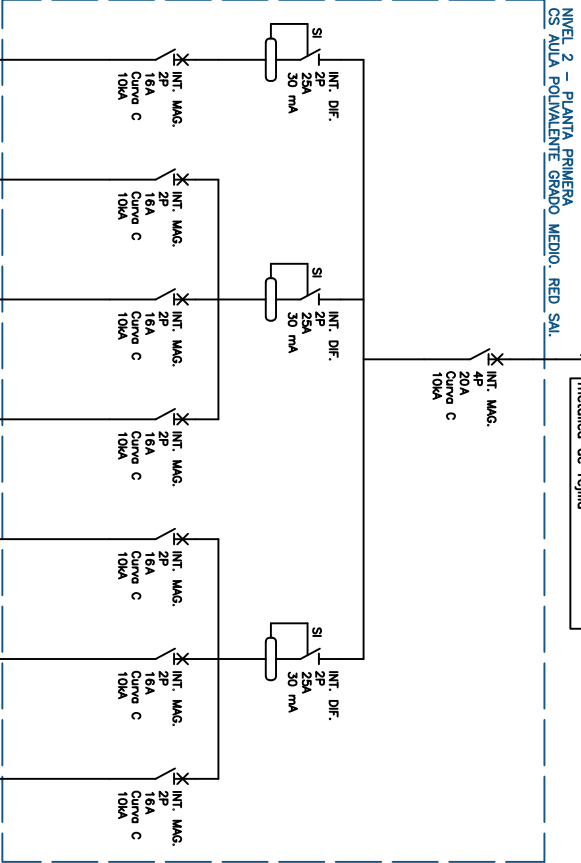 NIVEL 2 - PLANTA PRIMERA
CS AULA POLIVALENTE GRADO MEDIO. RED SAI.
INT. MAG.
4P
20A
Curva C
10kA
SI
INT. DIF.
2P
25A
30 mA
SI
INT. DIF.
2P
25A
30 mA
SI
INT. DIF.
2P
25A
30 mA
INT. MAG.
2P
16A
Curva C
10kA
INT. MAG.
2P
16A
Curva C
10kA
INT. MAG.
2P
16A
Curva C
10kA
INT. MAG.
2P
16A
Curva C
10kA
INT. MAG.
2P
16A
Curva C
10kA
INT. MAG.
2P
16A
Curva C
10kA
INT. MAG.
2P
16A
Curva C
10kA